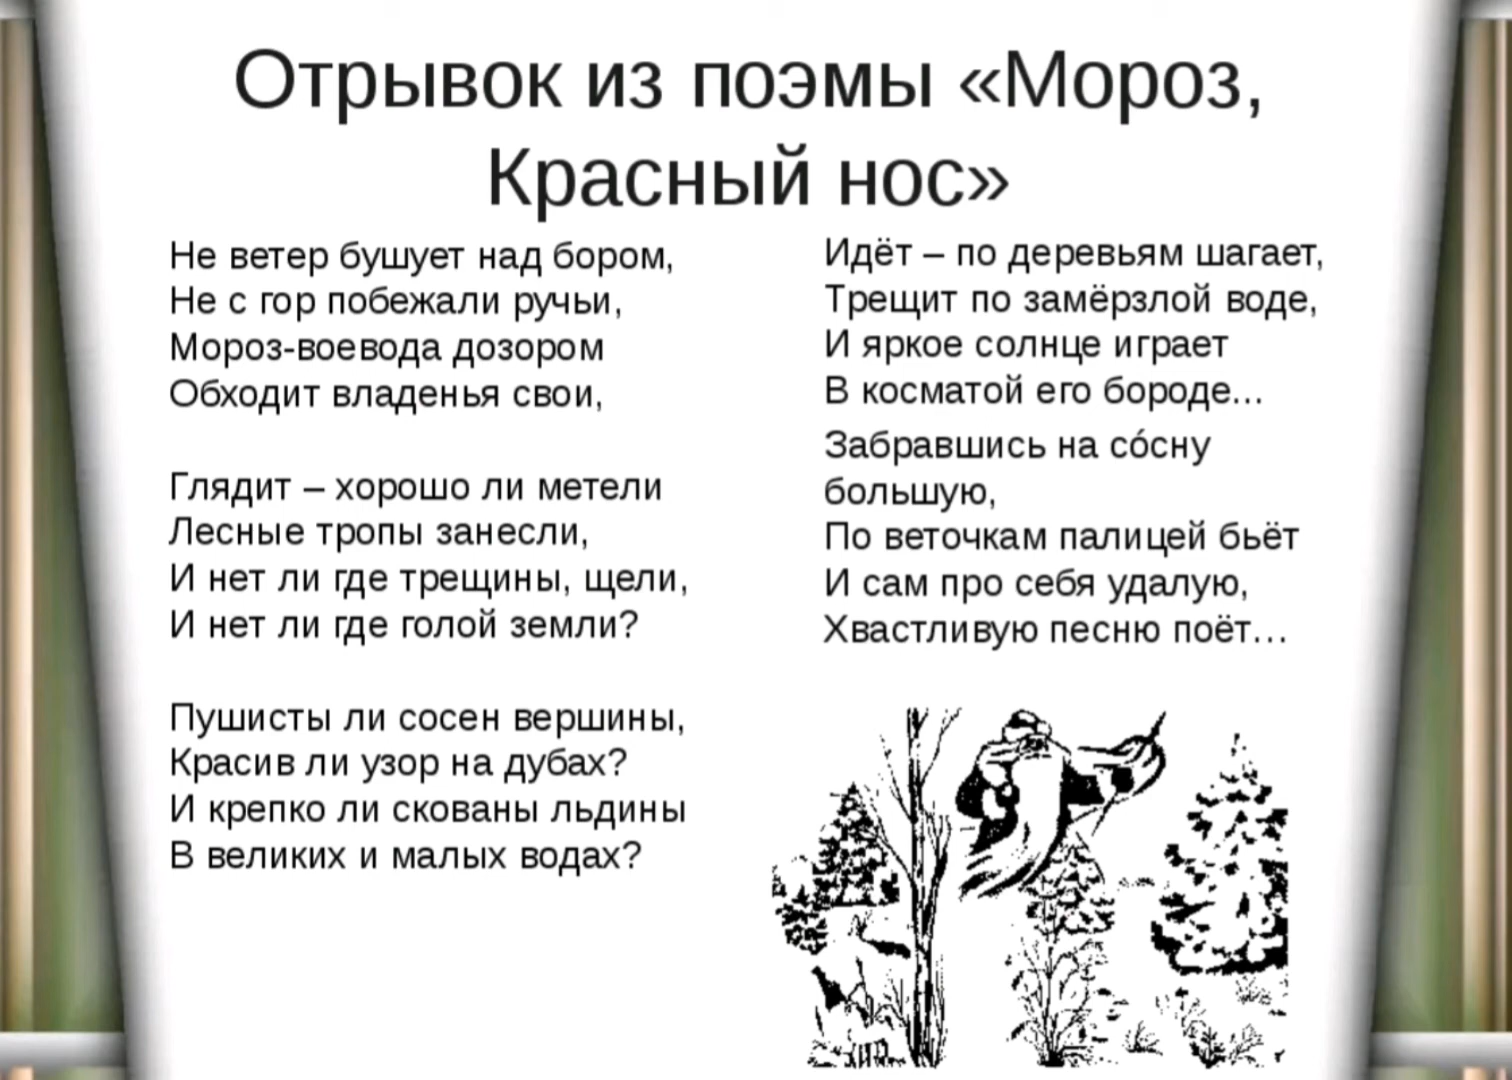 Отрывок из поэмы «Мороз,
Красный нос»
Не ветер бушует над бором,
Не с гор побежали ручьи,
Мороз-воевода дозором
Обходит владенья свои,
Глядит – хорошо ли метели
Лесные тропы занесли,
И нет ли где трещины, щели,
И нет ли где голой земли?
Пушисты ли сосен вершины,
Красив ли узор на дубах?
И крепко ли скованы льдины
В великих и малых водах?
Идёт – по деревьям шагает,
Трещит по замёрзлой воде,
И яркое солнце играет
В косматой его бороде...
Забравшись на со́сну
большую,
По веточкам палицей бьёт
И сам про себя удалую,
Хвастливую песню поёт...